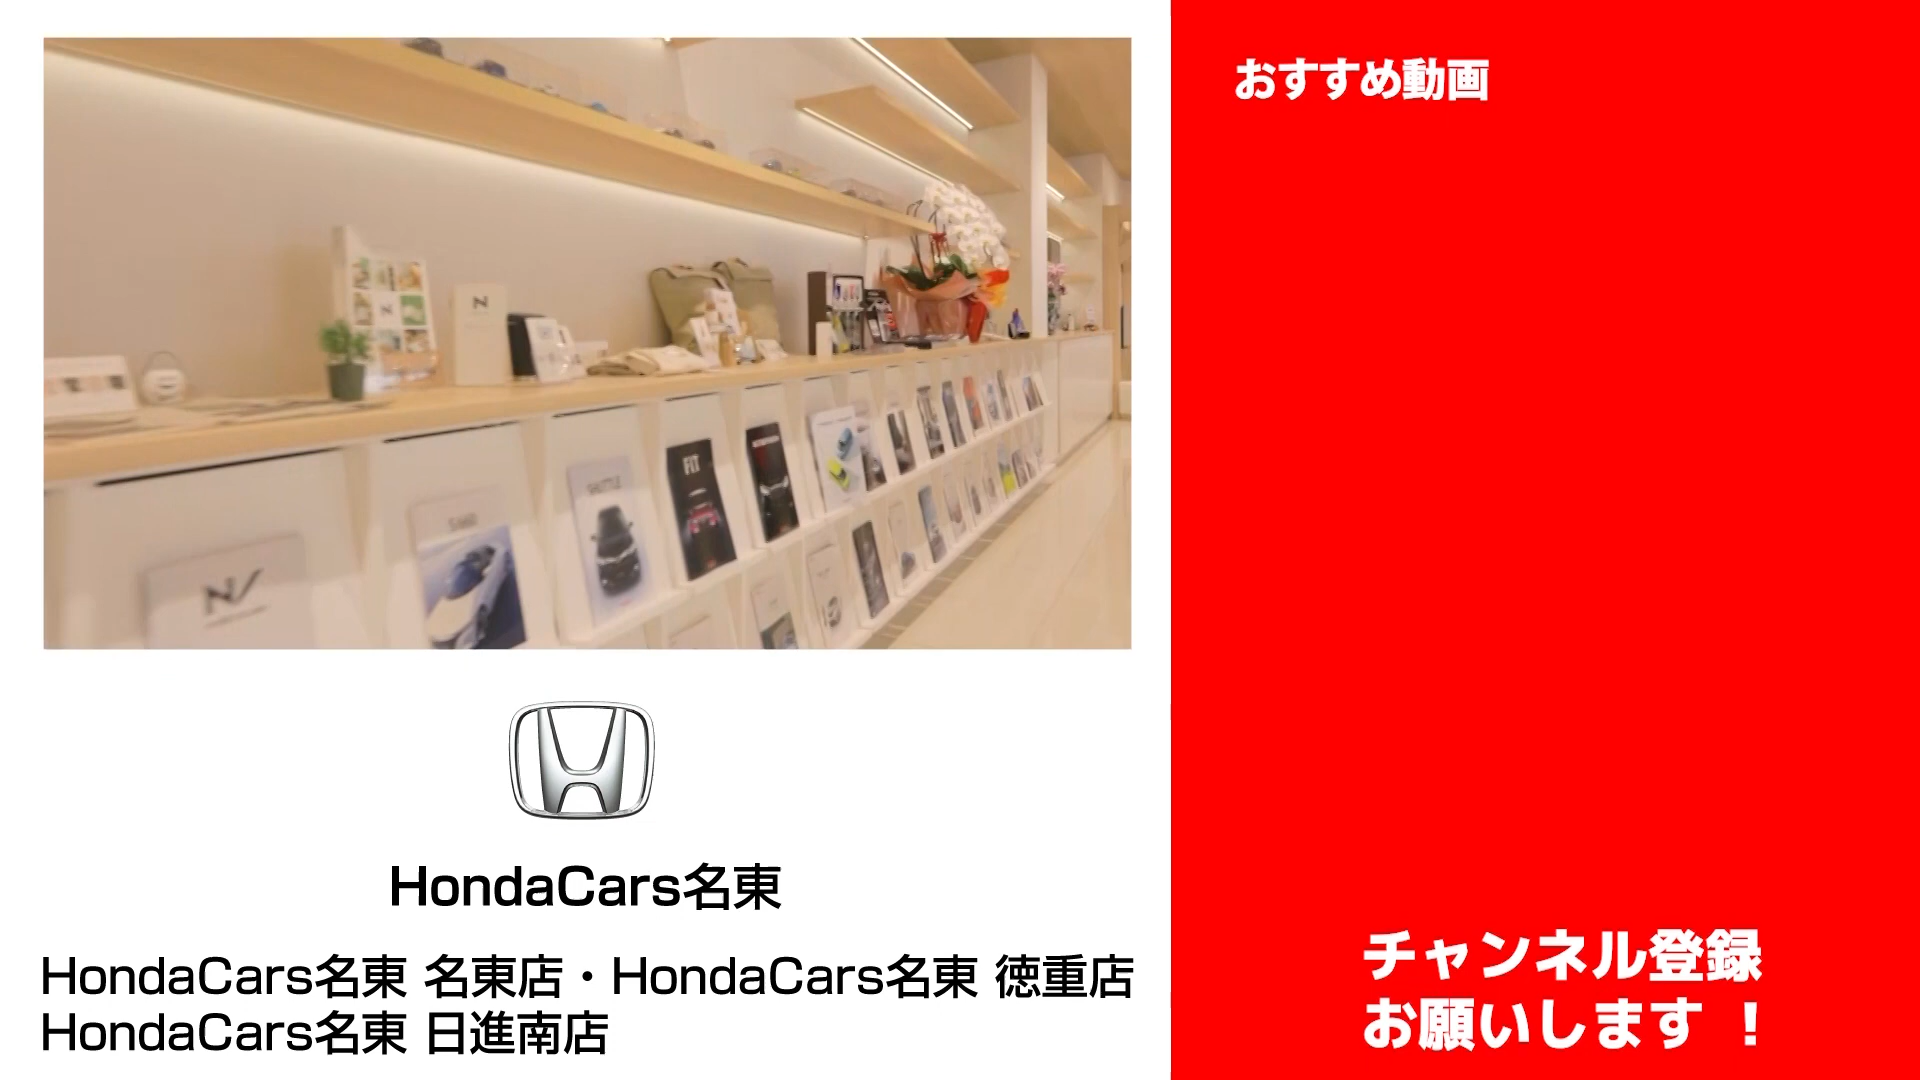 N
SHUTTLE
FIT
N/
HondaCars名東
HondaCars名東 名東店・HondaCars名東 徳重店
HondaCars名東 日進南店
おすすめ動画
チャンネル登録
お願いします！